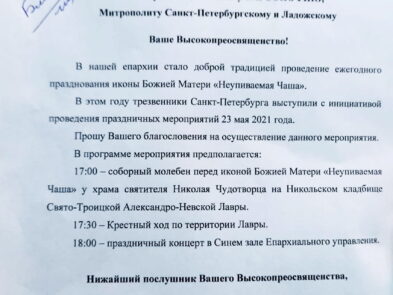 Митрополиту Санкт-Петербургскому и Ладожскому
Ваше Высокопреосвященство!
В нашей епархии стало доброй традицией проведение ежегодного
празднования иконы Божией Матери «Неупиваемая Чаша».
В этом году трезвенники Санкт-Петербурга выступили с инициативой
проведения праздничных мероприятий 23 мая 2021 года.
Прошу Вашего благословения на осуществление данного мероприятия.
В программе мероприятия предполагается:
17:00 – соборный молебен перед иконой Божией Матери «Неупиваемая
Чаша» у храма святителя Николая Чудотворца на Никольском кладбище
Свято-Троицкой Александро-Невской Лавры.
17:30 – Крестный ход по территории Лавры.
18:00 – праздничный концерт в Синем зале Епархиального управления.
Нижайший послушник Вашего Высокопреосвященства,